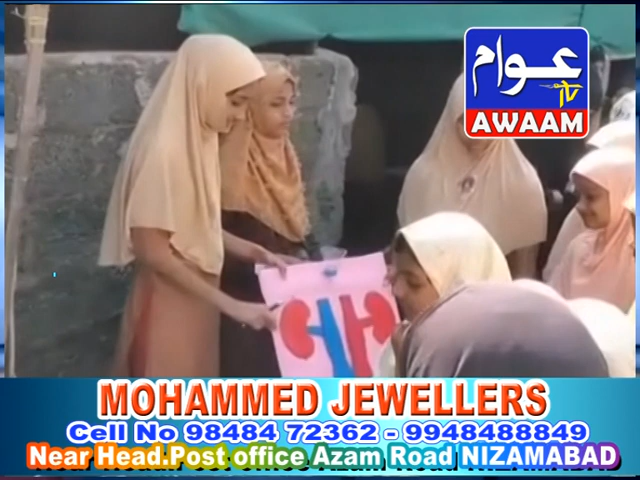 عوام
TV
AWAAM
MOHAMMED JEWELLERS
Cell No 98484 72362 - 9948488849
Near Head.Post office Azam Road NIZAMABAD